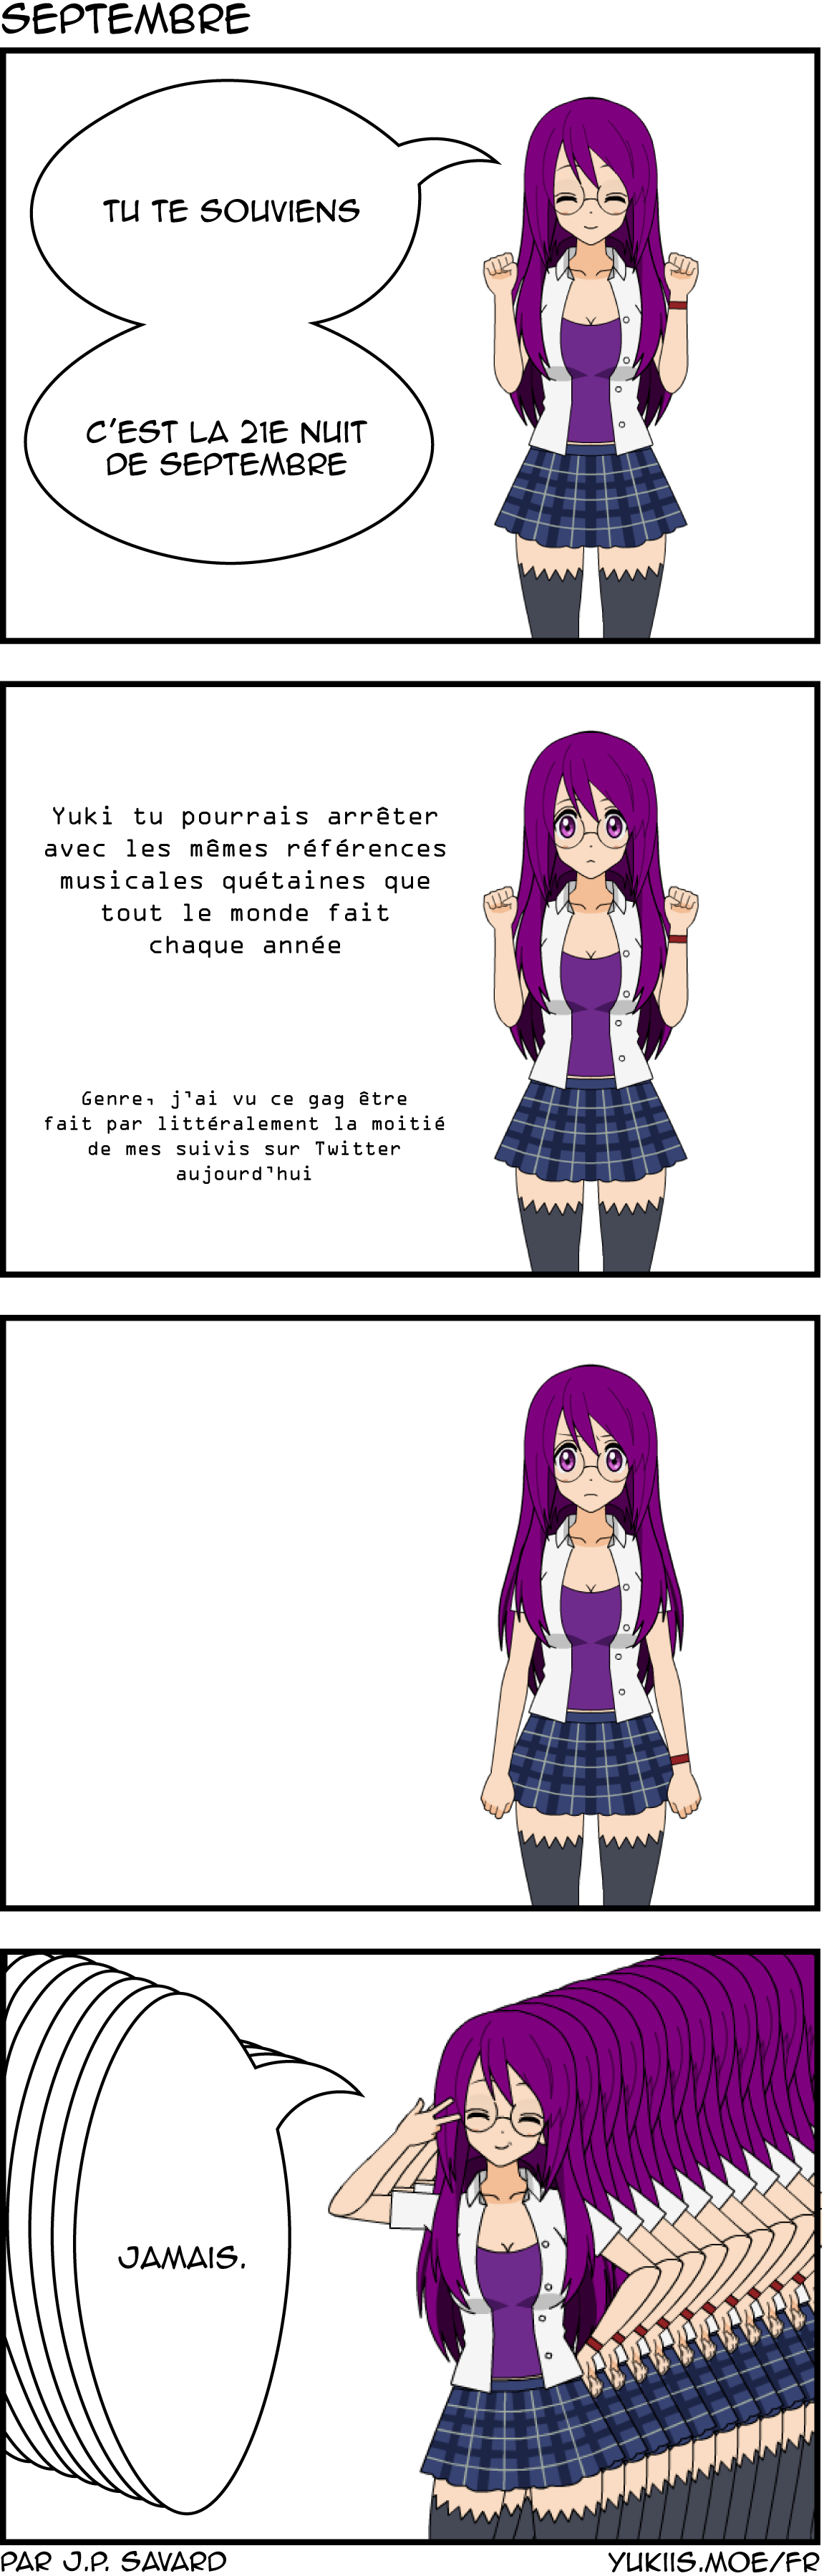 SEPTEMBRE
TU TE SOUVIENS
C'EST LA 21E NUIT
DE SEPTEMBRE
Yuki tu pourrais arrêter
avec les mêmes références
musicales quétaines que
tout le monde fait
chaque année
Genre, j'ai vu ce gag être
fait par littéralement la moitié
de mes suivis sur Twitter
aujourd'hui
JAMAIS.
PAR J.P. SAVARD
YUKIIS.MOE/FR